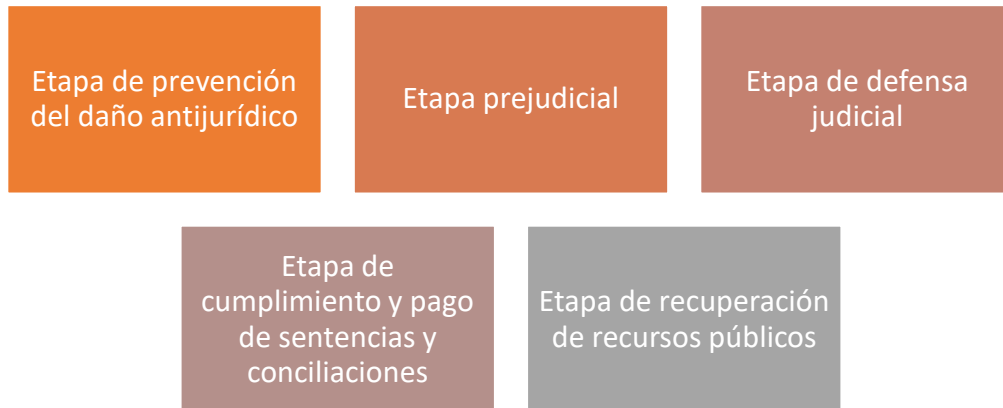 Etapa de prevención
del daño antijurídico
Etapa prejudicial
Etapa de defensa
judicial
Etapa de
cumplimiento y pago
de sentencias y
conciliaciones
Etapa de recuperación
de recursos públicos